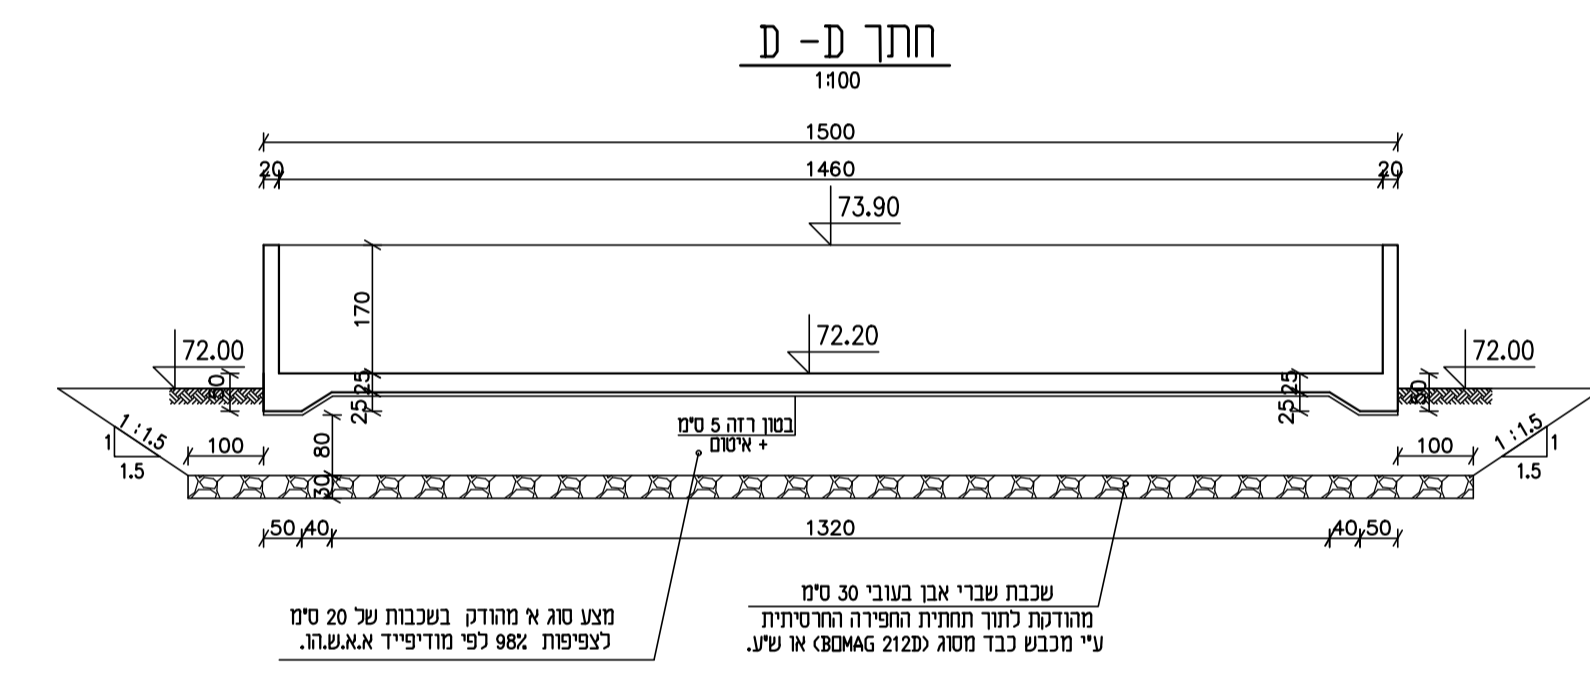 חתך D - D
1:100
1500
20
1460
20
73.90
170
72.20
72.00
72.00
50
25
25
25
25
50
בטון רזה 5 ס"מ
+ איטום
1 : 1.5
1
1.5
100
80
30
1 : 1.5
1
1.5
100
50
40
1320
40
50
שכבת שברי אבן בעובי 30 ס"מ
מהודקת לתוך תחתית החפירה החרסיתית
ע"י מכבש כבד מסוג (BOMAG 212D) או ש"ע.
מצע סוג א' מהודק בשכבות של 20 ס"מ
לצפיפות 98% לפי מודיפייד א.א.ש.הו.